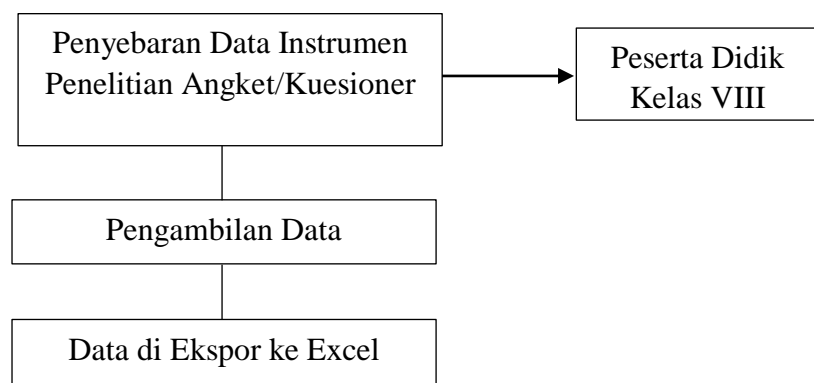 Penyebaran Data Instrumen
Penelitian Angket/Kuesioner
Peserta Didik
Kelas VIII
Pengambilan Data
Data di Ekspor ke Excel